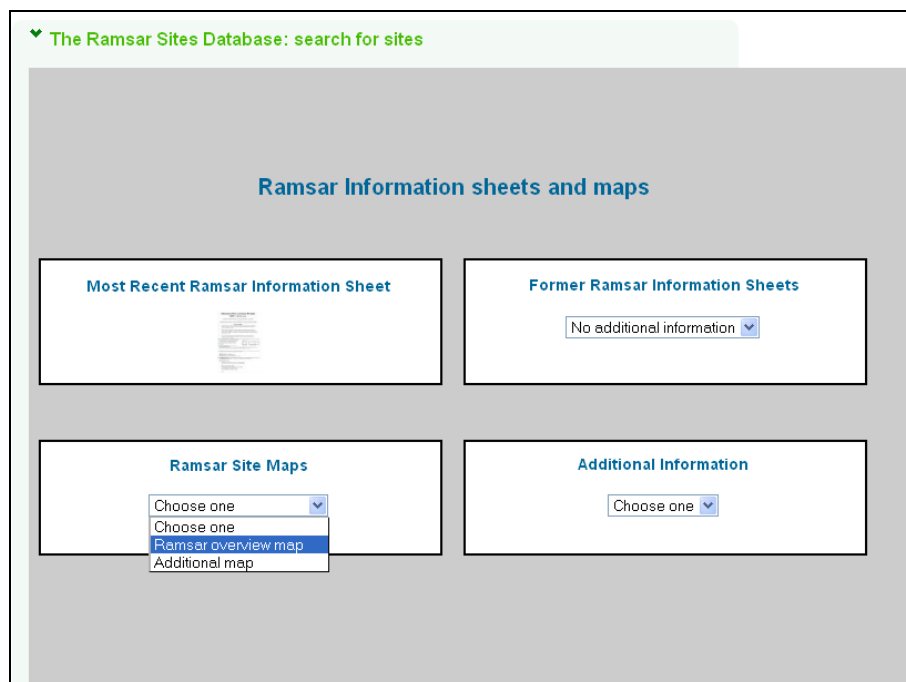 The Ramsar Sites Database: search for sites
Ramsar Information sheets and maps
Most Recent Ramsar Information Sheet
Former Ramsar Information Sheets
No additional information
Ramsar Site Maps
Choose one
Choose one
Ramsar overview map
Additional map
Additional Information
Choose one